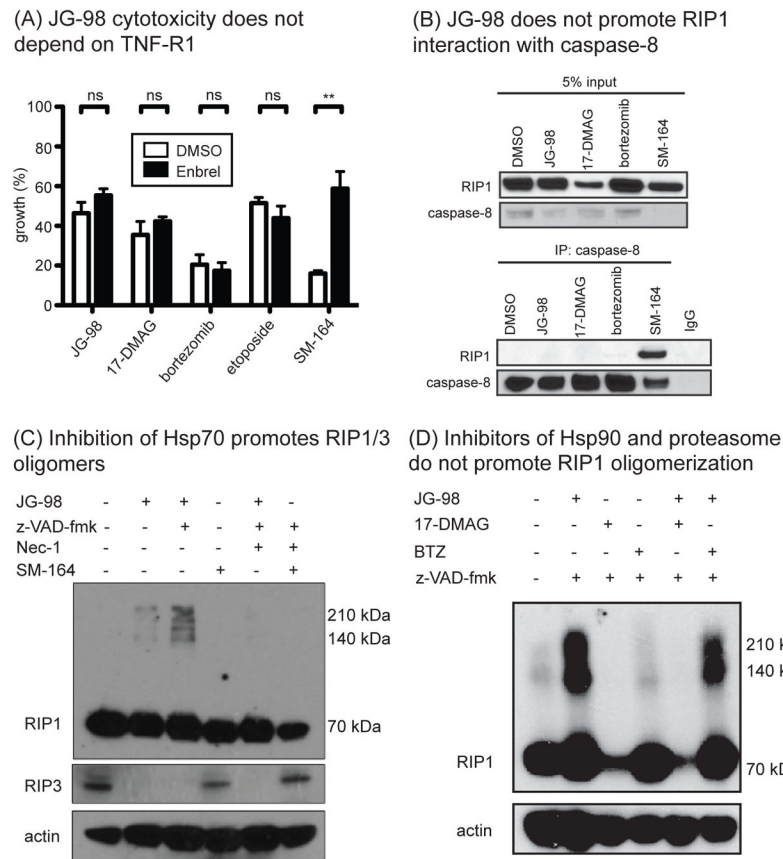 (A) JG-98 cytotoxicity does not
depend on TNF-R1
ns ns ns ns **
100
80
60
40
20
0
growth (%)
DMSO
Enbrel
JG-98
17-DMAG
bortezomib
etoposide
SM-164
(B) JG-98 does not promote RIP1
interaction with caspase-8
5% input
DMSO
JG-98
17-DMAG
bortezomib
SM-164
RIP1
caspase-8
IP: caspase-8
DMSO
JG-98
17-DMAG
bortezomib
SM-164
IgG
RIP1
caspase-8
(C) Inhibition of Hsp70 promotes RIP1/3
oligomers
JG-98 - + + - + -
z-VAD-fmk - - + - + +
Nec-1 - - - - + +
SM-164 - - - + - +
210 kDa
140 kDa
RIP1 70 kDa
RIP3
actin
(D) Inhibitors of Hsp90 and proteasome
do not promote RIP1 oligomerization
JG-98 - + - - + +
17-DMAG - - + - + -
BTZ - - - + - +
z-VAD-fmk - + + + + +
210 k
140 k
RIP1 70 k
actin